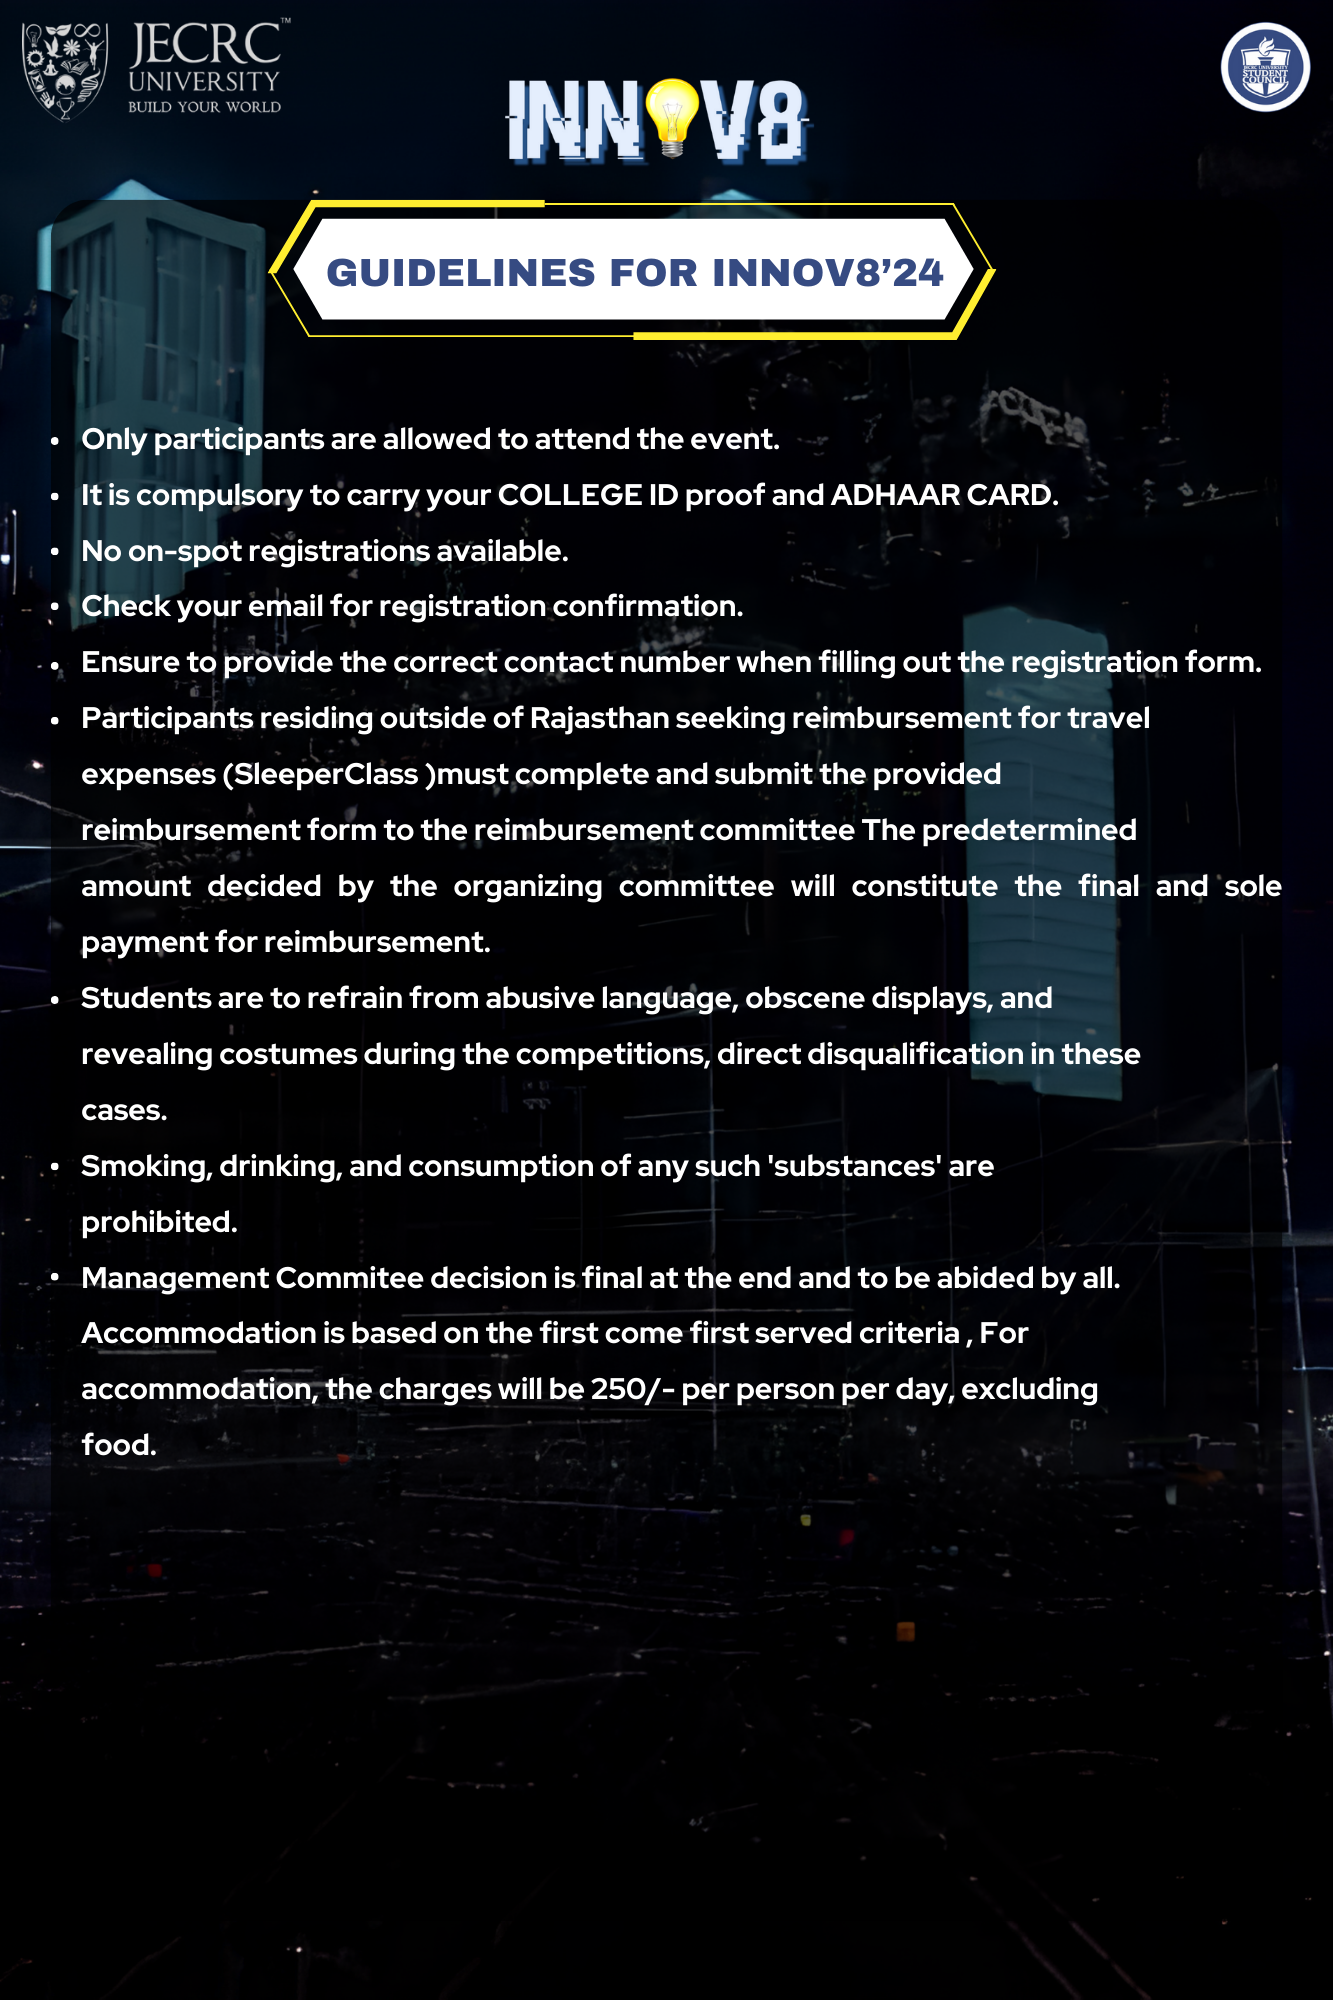 JECRC™
UNIVERSITY
BUILD YOUR WORLD
JECRC UNIVERSITY
STUDENT
COUNCIL
INNOV8
GUIDELINES FOR INNOV8’24
• Only participants are allowed to attend the event.
• It is compulsory to carry your COLLEGE ID proof and ADHAAR CARD.
• No on-spot registrations available.
• Check your email for registration confirmation.
• Ensure to provide the correct contact number when filling out the registration form.
• Participants residing outside of Rajasthan seeking reimbursement for travel
expenses (SleeperClass )must complete and submit the provided
reimbursement form to the reimbursement committee The predetermined
amount decided by the organizing committee will constitute the final and sole
payment for reimbursement.
• Students are to refrain from abusive language, obscene displays, and
revealing costumes during the competitions, direct disqualification in these
cases.
• Smoking, drinking, and consumption of any such 'substances' are
prohibited.
• Management Commitee decision is final at the end and to be abided by all.
Accommodation is based on the first come first served criteria , For
accommodation, the charges will be 250/- per person per day, excluding
food.